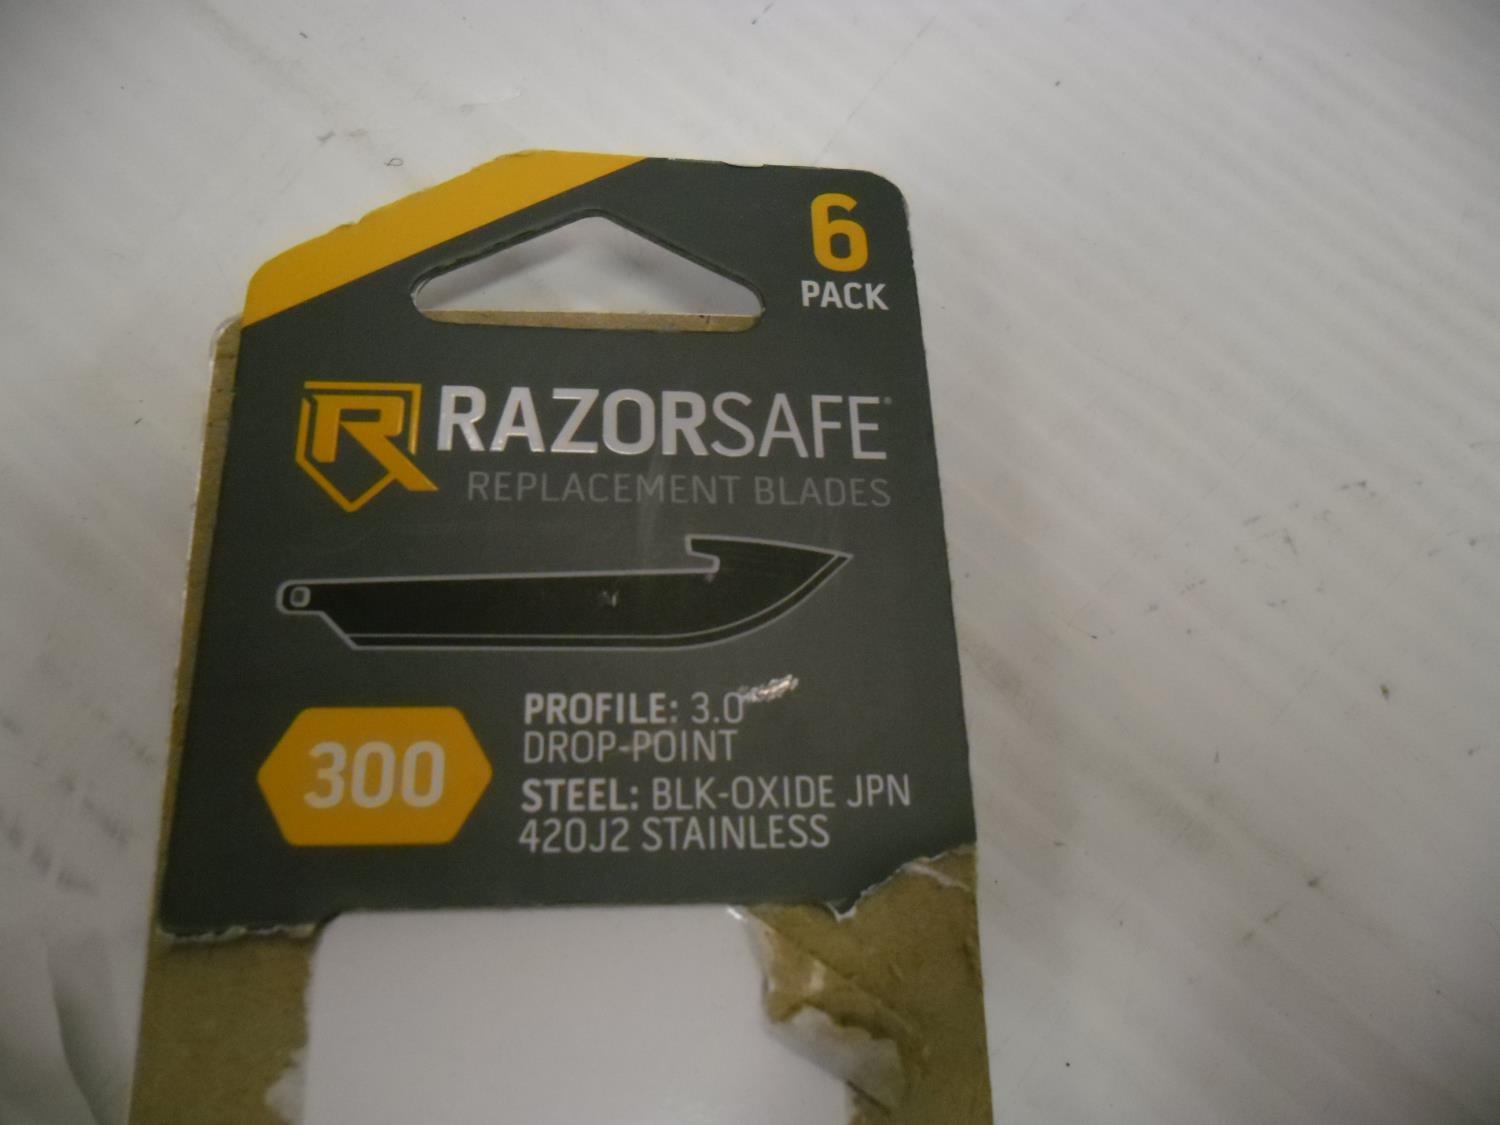 6
PACK
R RAZORSAFE®
REPLACEMENT BLADES
300
PROFILE: 3.0"
DROP-POINT
STEEL: BLK-OXIDE JPN
420J2 STAINLESS